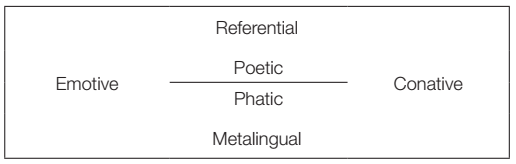 Referential
Poetic
Emotive
Conative
Phatic
Metalingual